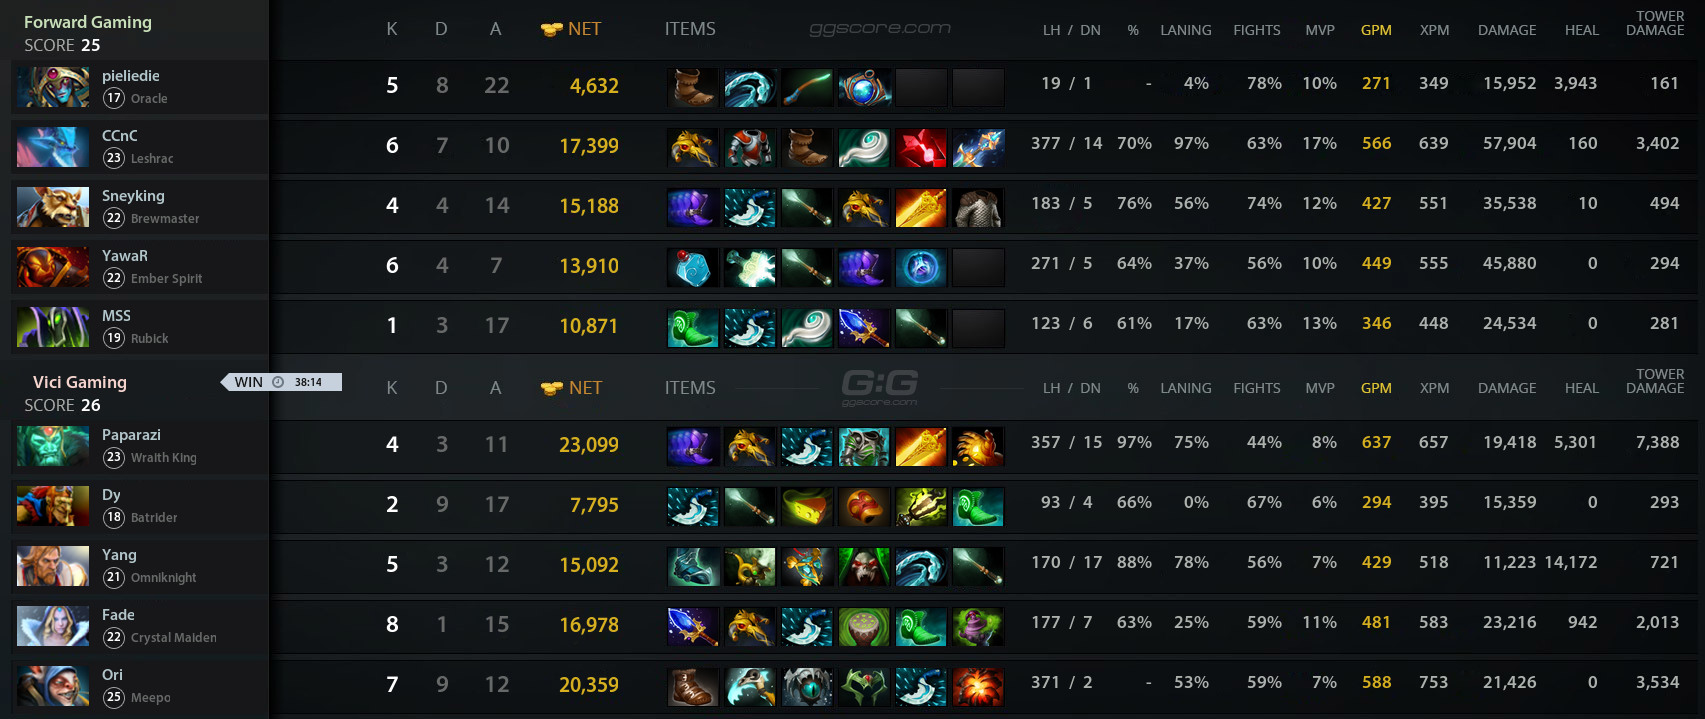 Forward Gaming K D A NET ITEMS ggscore.com LH / DN % LANING FIGHTS MVP GPM XPM DAMAGE HEAL TOWER DAMAGE
SCORE 25
pieliedie 5 8 22 4,632 19 / 1 - 4% 78% 10% 271 349 15,952 3,943 161
17 Oracle
CCnC 6 7 10 17,399 377 / 14 70% 97% 63% 17% 566 639 57,904 160 3,402
23 Leshrac
Sneyking 4 4 14 15,188 183 / 5 76% 56% 74% 12% 427 551 35,538 10 494
22 Brewmaster
YawaR 6 4 7 13,910 271 / 5 64% 37% 56% 10% 449 555 45,880 0 294
22 Ember Spirit
MSS 1 3 17 10,871 123 / 6 61% 17% 63% 13% 346 448 24,534 0 281
19 Rubick
Vici Gaming WIN 38:14 K D A NET ITEMS G:G ggscore.com LH / DN % LANING FIGHTS MVP GPM XPM DAMAGE HEAL TOWER DAMAGE
SCORE 26
Paparazi 4 3 11 23,099 357 / 15 97% 75% 44% 8% 637 657 19,418 5,301 7,388
23 Wraith King
Dy 2 9 17 7,795 93 / 4 66% 0% 67% 6% 294 395 15,359 0 293
18 Batrider
Yang 5 3 12 15,092 170 / 17 88% 78% 56% 7% 429 518 11,223 14,172 721
21 Omniknight
Fade 8 1 15 16,978 177 / 7 63% 25% 59% 11% 481 583 23,216 942 2,013
22 Crystal Maiden
Ori 7 9 12 20,359 371 / 2 - 53% 59% 7% 588 753 21,426 0 3,534
25 Meepo